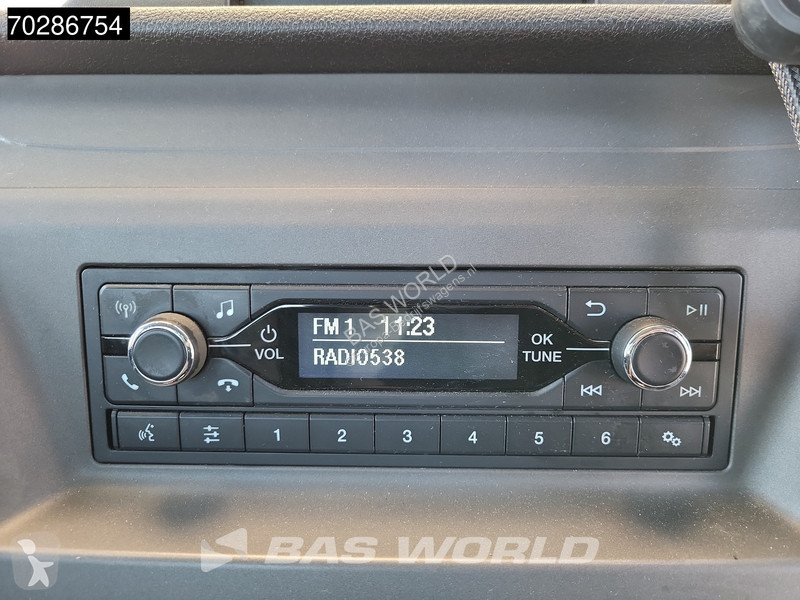 70286754
BAS WORLD
FM 1 11:23
RADIO538
VOL
OK
TUNE
1 2 3 4 5 6
BAS WORLD